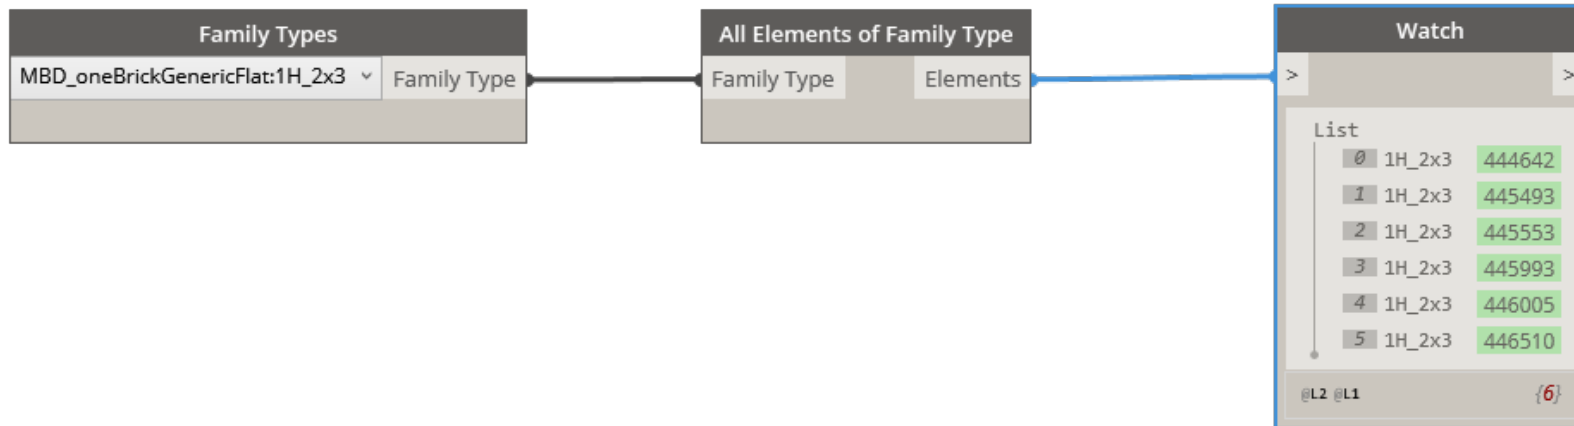 Family Types
MBD_oneBrickGenericFlat:1H_2x3 Family Type
All Elements of Family Type
Family Type Elements
Watch
> >
List
0 1H_2x3 444642
1 1H_2x3 445493
2 1H_2x3 445553
3 1H_2x3 445993
4 1H_2x3 446005
5 1H_2x3 446510
@L2 @L1 {6}